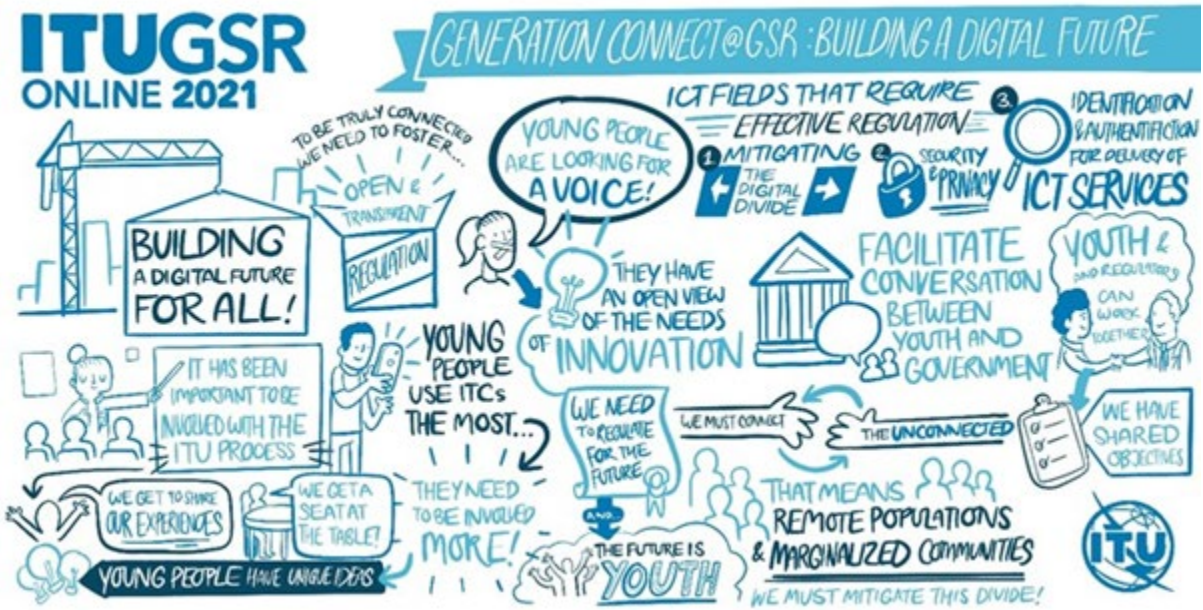 ITUGSR
ONLINE 2021
GENERATION CONNECT@GSR: BUILDING A DIGITAL FUTURE
TO BE TRULY CONNECTED
WE NEED TO FOSTER....
OPEN &
TRANSPARENT
REGULATION
BUILDING
A DIGITAL FUTURE
FOR ALL!
YOUNG PEOPLE
ARE LOOKING FOR
A VOICE!
ICT FIELDS THAT REQUIRE
EFFECTIVE REGULATION
1. MITIGATING
THE
DIGITAL
DIVIDE
2. SECURITY
& PRIVACY
3. IDENTIFICATION
& AUTHENTIFICTION
FOR DELIVERY OF
ICT SERVICES
THEY HAVE
AN OPEN VIEW
OF THE NEEDS
OF INNOVATION
FACILITATE
CONVERSATION
BETWEEN
YOUTH AND
GOVERNMENT
YOUTH &
AND REGULATORS
CAN
WORK
TOGETHER
IT HAS BEEN
IMPORTANT TO BE
INVOLVED WITH THE
ITU PROCESS
YOUNG
PEOPLE
USE ITCs
THE MOST...
WE NEED
TO REGULATE
FOR THE
FUTURE
WE MUST CONNECT
THE UNCONNECTED
WE HAVE
SHARED
OBJECTIVES
WE GET TO SHARE
OUR EXPERIENCES
WE GET A
SEAT AT
THE TABLE!
THEY NEED
TO BE INVOLVED
MORE!
AND..
THE FUTURE IS
YOUTH
THAT MEANS
REMOTE POPULATIONS
& MARGINALIZED COMMUNITIES
WE MUST MITIGATE THIS DIVIDE!
YOUNG PEOPLE HAVE UNIQUE IDEAS
ITU